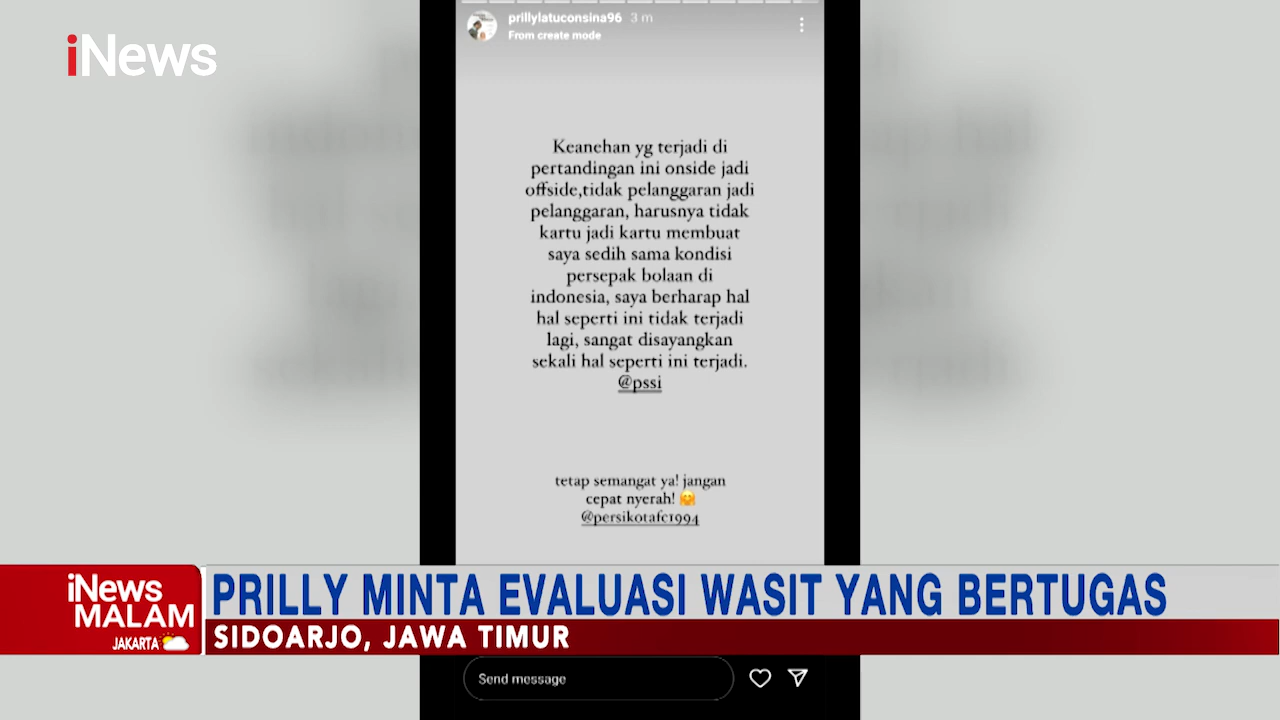 iNews
prillylatuconsina96 3 m
From create mode
Keanehan yg terjadi di
pertandingan ini onside jadi
offside,tidak pelanggaran jadi
pelanggaran, harusnya tidak
kartu jadi kartu membuat
saya sedih sama kondisi
persepak bolaan di
indonesia, saya berharap hal
hal seperti ini tidak terjadi
lagi, sangat disayangkan
sekali hal seperti ini terjadi.
@pssi
tetap semangat ya! jangan
cepat nyerah! 🤗
@persikotafc1994
iNews
MALAM
JAKARTA
PRILLY MINTA EVALUASI WASIT YANG BERTUGAS
SIDOARJO, JAWA TIMUR
Send message